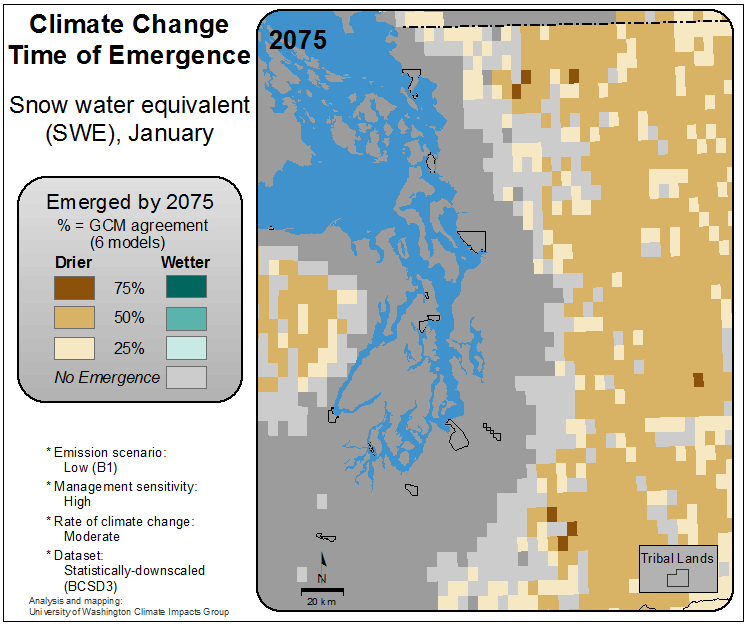 Climate Change
Time of Emergence
Snow water equivalent
(SWE), January
Emerged by 2075
% = GCM agreement
(6 models)
Drier Wetter
75%
50%
25%
No Emergence
* Emission scenario:
Low (B1)
* Management sensitivity:
High
* Rate of climate change:
Moderate
* Dataset:
Statistically-downscaled
(BCSD3)
Analysis and mapping:
University of Washington Climate Impacts Group
2075
N
20 km
Tribal Lands